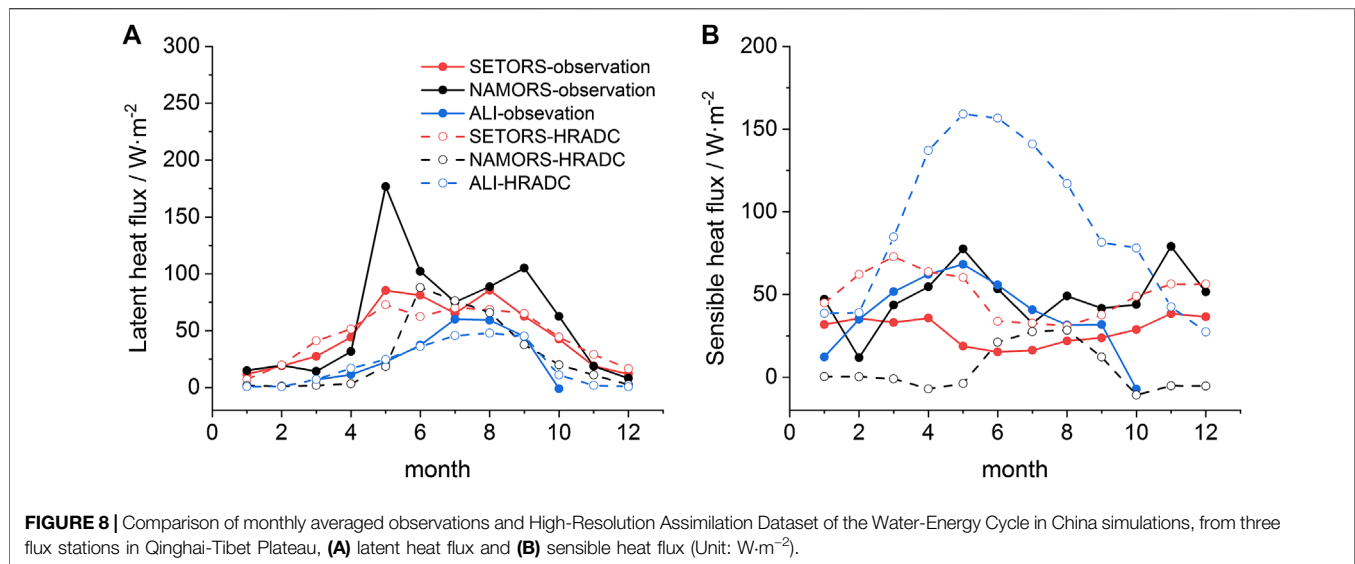 A
300
250
200
150
100
50
0
Latent heat flux / W·m⁻²
0 2 4 6 8 10 12
month
SETORS-observation
NAMORS-observation
ALI-obsevation
SETORS-HRADC
NAMORS-HRADC
ALI-HRADC
B
200
150
100
50
0
Sensible heat flux / W·m⁻²
0 2 4 6 8 10 12
month
FIGURE 8 | Comparison of monthly averaged observations and High-Resolution Assimilation Dataset of the Water-Energy Cycle in China simulations, from three
flux stations in Qinghai-Tibet Plateau, (A) latent heat flux and (B) sensible heat flux (Unit: W·m⁻²).